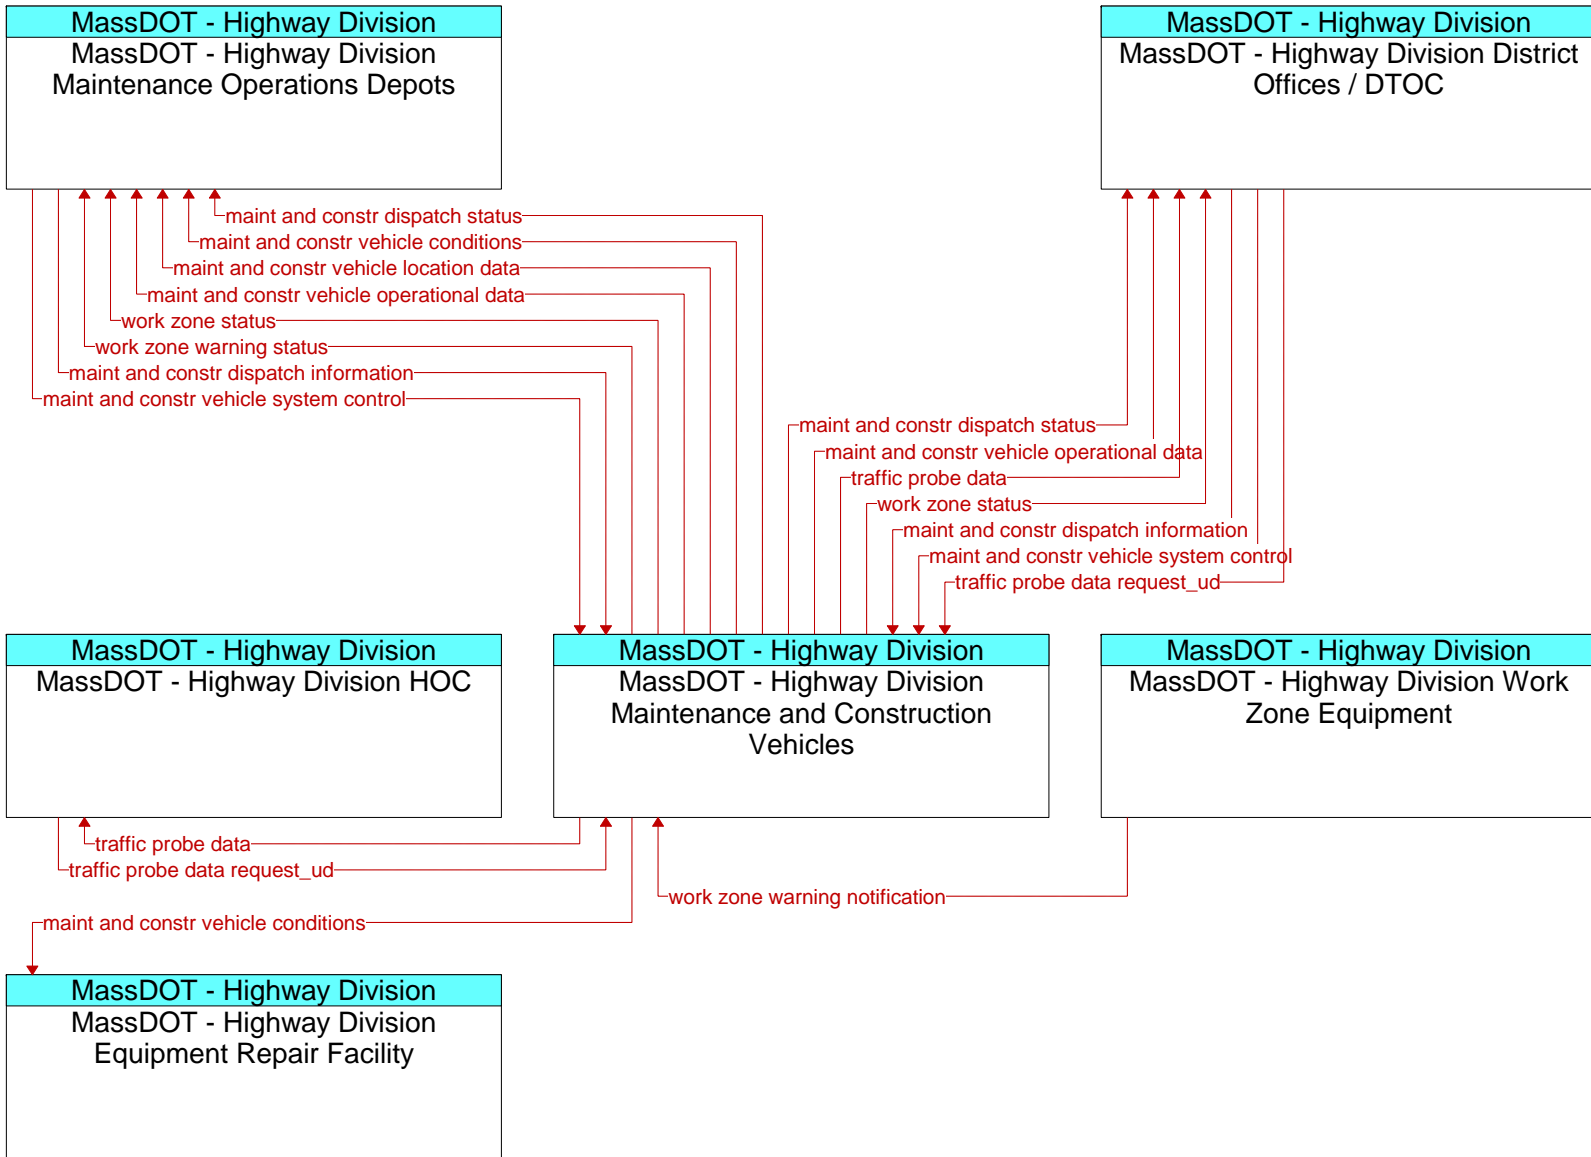 MassDOT - Highway Division
MassDOT - Highway Division
Maintenance Operations Depots
MassDOT - Highway Division
MassDOT - Highway Division District
Offices / DTOC
maint and constr dispatch status
maint and constr vehicle conditions
maint and constr vehicle location data
maint and constr vehicle operational data
work zone status
work zone warning status
maint and constr dispatch information
maint and constr vehicle system control
maint and constr dispatch status
maint and constr vehicle operational data
traffic probe data
work zone status
maint and constr dispatch information
maint and constr vehicle system control
traffic probe data request_ud
MassDOT - Highway Division
MassDOT - Highway Division HOC
MassDOT - Highway Division
MassDOT - Highway Division
Maintenance and Construction
Vehicles
MassDOT - Highway Division
MassDOT - Highway Division Work
Zone Equipment
traffic probe data
traffic probe data request_ud
work zone warning notification
maint and constr vehicle conditions
MassDOT - Highway Division
MassDOT - Highway Division
Equipment Repair Facility